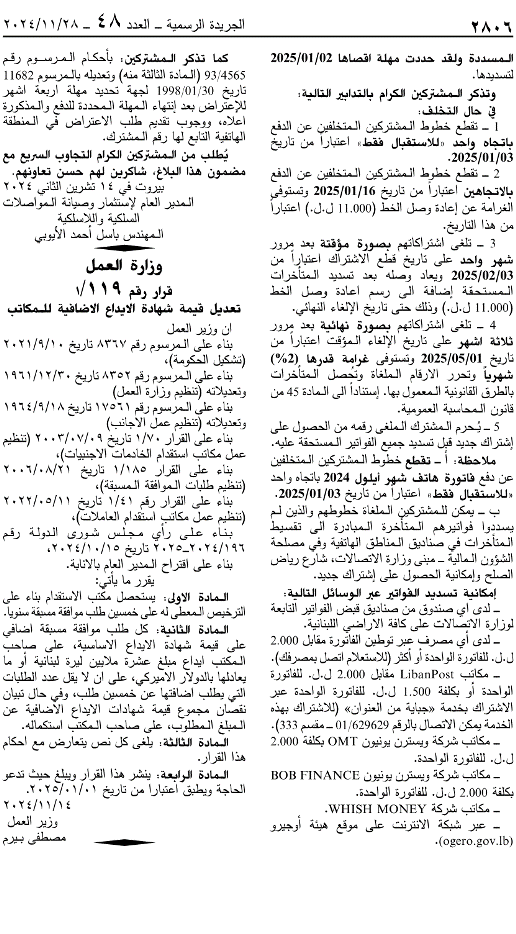 ٢٨٠٦
الجريدة الرسمية ــ العدد ٤٨ ــ ٢٠٢٤/١١/٢٨
المسددة ولقد حددت مهلة اقصاها 2025/01/02
لتسديدها.
وتذكر المشتركين الكرام بالتدابير التالية:
في حال التخلف:
1 ــ تقطع خطوط المشتركين المتخلفين عن الدفع
باتجاه واحد «للاستقبال فقط» اعتباراً من تاريخ
2025/01/03.
2 ــ تقطع خطوط المشتركين المتخلفين عن الدفع
بالاتجاهين اعتباراً من تاريخ 2025/01/16 وتستوفى
الغرامة عن إعادة وصل الخط (11.000 ل.ل.) اعتباراً
من هذا التاريخ.
3 ــ تلغى اشتراكاتهم بصورة مؤقتة بعد مرور
شهر واحد على تاريخ قطع الاشتراك اعتباراً من
2025/02/03 ويعاد وصله بعد تسديد المتأخرات
المستحقة إضافة الى رسم اعادة وصل الخط
(11.000 ل.ل.) وذلك حتى تاريخ الإلغاء النهائي.
4 ــ تلغى اشتراكاتهم بصورة نهائية بعد مرور
ثلاثة اشهر على تاريخ الإلغاء المؤقت اعتباراً من
تاريخ 2025/05/01 وتستوفى غرامة قدرها (2%)
شهرياً وتحرر الارقام الملغاة وتُحصل المتأخرات
بالطرق القانونية المعمول بها. إستناداً الى المادة 45 من
قانون المحاسبة العمومية.
5 ــ يُحرم المشترك الملغى رقمه من الحصول على
إشتراك جديد قبل تسديد جميع الفواتير المستحقة عليه.
ملاحظة: أ ــ تقطع خطوط المشتركين المتخلفين
عن دفع فاتورة هاتف شهر أيلول 2024 باتجاه واحد
«للاستقبال فقط» اعتباراً من تاريخ 2025/01/03.
ب ــ يمكن للمشتركين الملغاة خطوطهم والذين لم
يسددوا فواتيرهم المتأخرة المبادرة الى تقسيط
المتأخرات في صناديق المناطق الهاتفية وفي مصلحة
الشؤون المالية ــ مبنى وزارة الاتصالات، شارع رياض
الصلح وإمكانية الحصول على إشتراك جديد.
إمكانية تسديد الفواتير عبر الوسائل التالية:
ــ لدى أي صندوق من صناديق قبض الفواتير التابعة
لوزارة الاتصالات على كافة الاراضي اللبنانية.
ــ لدى أي مصرف عبر توطين الفاتورة مقابل 2.000
ل.ل. للفاتورة الواحدة أو أكثر (للاستعلام اتصل بمصرفك).
ــ مكاتب LibanPost مقابل 2.000 ل.ل. للفاتورة
الواحدة أو بكلفة 1.500 ل.ل. للفاتورة الواحدة عبر
الاشتراك بخدمة «جباية من العنوان» (للاشتراك بهذه
الخدمة يمكن الاتصال بالرقم 01/629629 ــ مقسم 333).
ــ مكاتب شركة ويسترن يونيون OMT بكلفة 2.000
ل.ل. للفاتورة الواحدة.
ــ مكاتب شركة ويسترن يونيون BOB FINANCE
بكلفة 2.000 ل.ل. للفاتورة الواحدة.
ــ مكاتب شركة WHISH MONEY.
ــ عبر شبكة الانترنت على موقع هيئة أوجيرو
(ogero.gov.lb).
كما تذكر المشتركين: بأحكام المرسوم رقم
93/4565 (المادة الثالثة منه) وتعديله بالمرسوم 11682
تاريخ 1998/01/30 لجهة تحديد مهلة اربعة اشهر
للإعتراض بعد إنتهاء المهلة المحددة للدفع والمذكورة
اعلاه، ووجوب تقديم طلب الاعتراض في المنطقة
الهاتفية التابع لها رقم المشترك.
يُطلب من المشتركين الكرام التجاوب السريع مع
مضمون هذا البلاغ، شاكرين لهم حسن تعاونهم.
بيروت في ١٤ تشرين الثاني ٢٠٢٤
المدير العام لإستثمار وصيانة المواصلات
السلكية واللاسلكية
المهندس باسل أحمد الأيوبي
وزارة العمل
قرار رقم ١/١١٩
تعديل قيمة شهادة الايداع الاضافية للمكاتب
ان وزير العمل
بناء على المرسوم رقم ٨٣٦٧ تاريخ ٢٠٢١/٩/١٠
(تشكيل الحكومة)،
بناء على المرسوم رقم ٨٣٥٢ تاريخ ١٩٦١/١٢/٣٠
وتعديلاته (تنظيم وزارة العمل)
بناء على المرسوم رقم ١٧٥٦١ تاريخ ١٩٦٤/٩/١٨
وتعديلاته (تنظيم عمل الاجانب)
بناء على القرار ١/٧٠ تاريخ ٢٠٠٣/٠٧/٠٩ (تنظيم
عمل مكاتب استقدام الخادمات الاجنبيات)،
بناء على القرار ١/١٨٥ تاريخ ٢٠٠٦/٠٨/٢١
(تنظيم طلبات الموافقة المسبقة)،
بناء على القرار ١/٤١ تاريخ ٢٠٢٢/٠٥/١١
(تنظيم عمل مكاتب استقدام العاملات)،
بناء على رأي مجلس شورى الدولة رقم
٢٠٢٤/١٩٦ــ٢٠٢٥ تاريخ ٢٠٢٤/١٠/١٥،
بناء على اقتراح المدير العام بالانابة.
يقرر ما يأتي:
المادة الاولى: يستحصل مكتب الاستقدام بناء على
الترخيص المعطى له على خمسين طلب موافقة مسبقة سنويا.
المادة الثانية: كل طلب موافقة مسبقة اضافي
على قيمة شهادة الايداع الاساسية، على صاحب
المكتب ايداع مبلغ عشرة ملايين ليرة لبنانية أو ما
يعادلها بالدولار الاميركي، على ان لا يقل عدد الطلبات
التي يطلب اضافتها عن خمسين طلب، وفي حال تبيان
نقصان مجموع قيمة شهادات الايداع الاضافية عن
المبلغ المطلوب، على صاحب المكتب استكماله.
المادة الثالثة: يلغى كل نص يتعارض مع احكام
هذا القرار.
المادة الرابعة: ينشر هذا القرار ويبلغ حيث تدعو
الحاجة ويطبق اعتبارا من تاريخ ٢٠٢٥/٠١/٠١.
٢٠٢٤/١١/١٤
وزير العمل
مصطفى بيرم